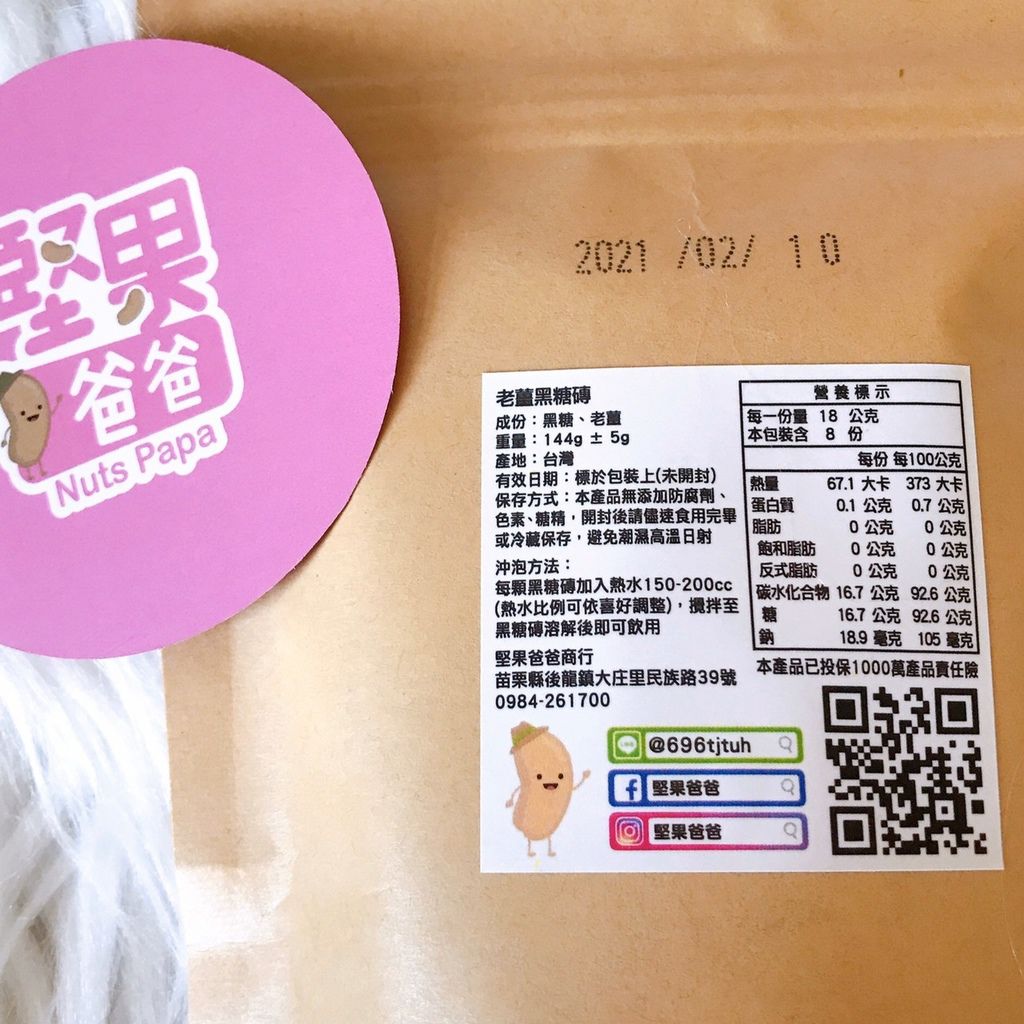 堅果
爸爸
Nuts Papa
2021 /02/ 10
老薑黑糖磚
成份：黑糖、老薑
重量：144g ± 5g
產地：台灣
有效日期：標於包裝上(未開封)
保存方式：本產品無添加防腐劑、
色素、糖精，開封後請儘速食用完畢
或冷藏保存，避免潮濕高溫日射
沖泡方法：
每顆黑糖磚加入熱水150-200cc
(熱水比例可依喜好調整)，攪拌至
黑糖磚溶解後即可飲用
堅果爸爸商行
苗栗縣後龍鎮大庄里民族路39號
0984-261700
營養標示
每一份量 18 公克
本包裝含 8 份
每份 每100公克
熱量 67.1 大卡 373 大卡
蛋白質 0.1 公克 0.7 公克
脂肪 0 公克 0 公克
飽和脂肪 0 公克 0 公克
反式脂肪 0 公克 0 公克
碳水化合物 16.7 公克 92.6 公克
糖 16.7 公克 92.6 公克
鈉 18.9 毫克 105 毫克
本產品已投保1000萬產品責任險
LINE @696tjtuh
堅果爸爸
堅果爸爸